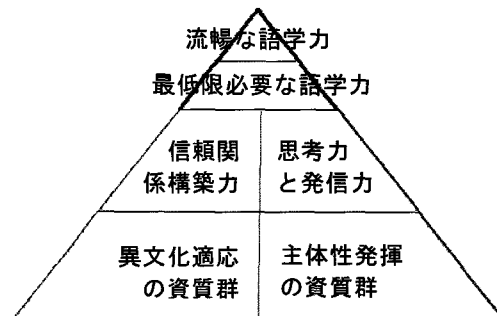 流暢な語学力
最低限必要な語学力
信頼関
係構築力
思考力
と発信力
異文化適応
の資質群
主体性発揮
の資質群